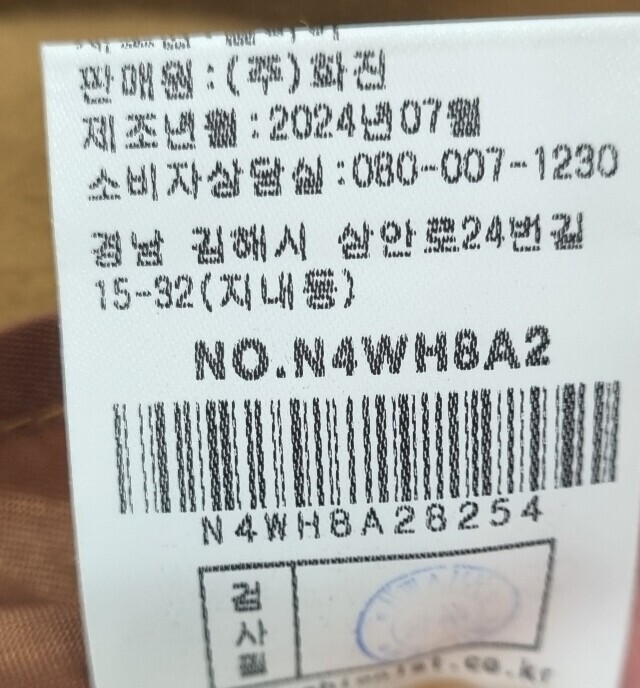 판매원:(주)화진
제조년월:2024년07월
소비자상담실:080-007-1230
경남 김해시 삼안로24번길
15-32(지내동)
NO.N4WH8A2
N4WH8A28254
검
사
필
.co.kr